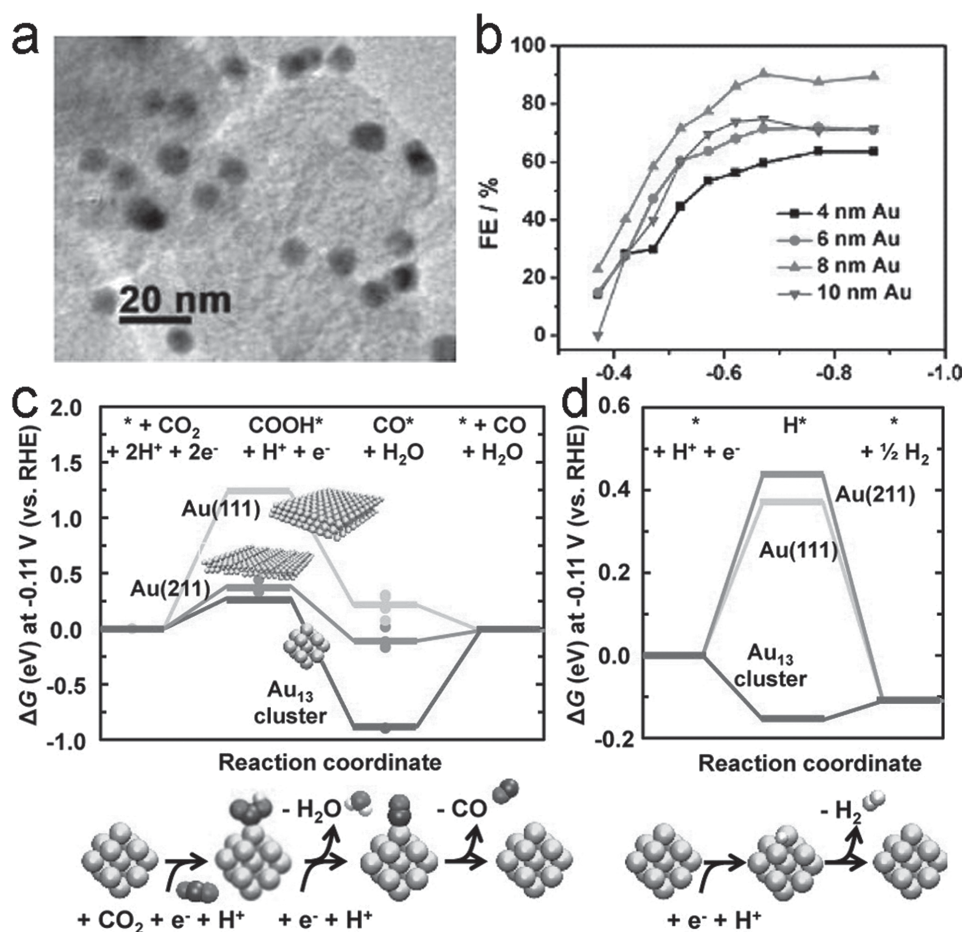 a
20 nm
b
FE / %
100
80
60
40
20
0
4 nm Au
6 nm Au
8 nm Au
10 nm Au
-0.4
-0.6
-0.8
-1.0
c
ΔG (eV) at -0.11 V (vs. RHE)
2.0
1.5
1.0
0.5
0.0
-0.5
-1.0
* + CO₂
+ 2H⁺ + 2e⁻
COOH*
+ H⁺ + e⁻
CO*
+ H₂O
* + CO
+ H₂O
Au(111)
Au(211)
Au₁₃
cluster
Reaction coordinate
d
ΔG (eV) at -0.11 V (vs. RHE)
0.6
0.4
0.2
0.0
-0.2
*
+ H⁺ + e⁻
H*
*
+ ½ H₂
Au(211)
Au(111)
Au₁₃
cluster
Reaction coordinate
- H₂O
- CO
+ CO₂ + e⁻ + H⁺
+ e⁻ + H⁺
- H₂
+ e⁻ + H⁺